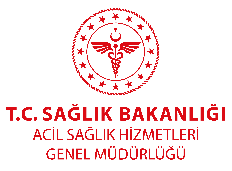 T.C. SAĞLIK BAKANLIĞI
ACİL SAĞLIK HİZMETLERİ
GENEL MÜDÜRLÜĞÜ